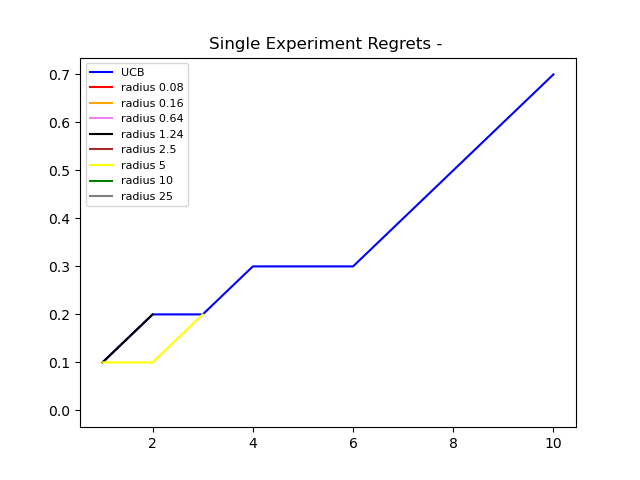 Single Experiment Regrets -
UCB
radius 0.08
radius 0.16
radius 0.64
radius 1.24
radius 2.5
radius 5
radius 10
radius 25
0.7
0.6
0.5
0.4
0.3
0.2
0.1
0.0
2 4 6 8 10